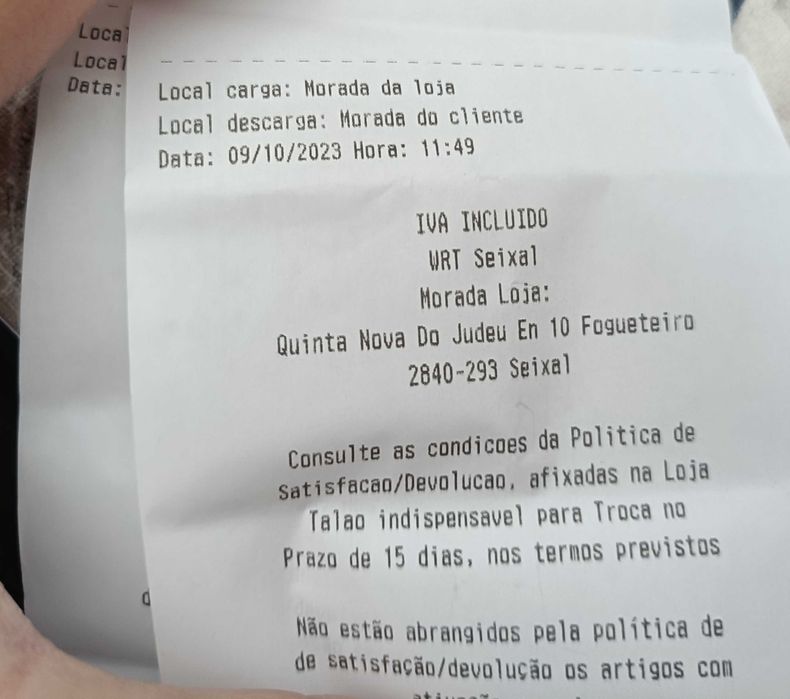 Loca
Local
Data:
Local carga: Morada da loja
Local descarga: Morada do cliente
Data: 09/10/2023 Hora: 11:49
IVA INCLUIDO
WRT Seixal
Morada Loja:
Quinta Nova Do Judeu En 10 Fogueteiro
2840-293 Seixal
Consulte as condicoes da Politica de
Satisfacao/Devolucao, afixadas na Loja
Talao indispensavel para Troca no
Prazo de 15 dias, nos termos previstos
Não estão abrangidos pela política de
de satisfação/devolução os artigos com